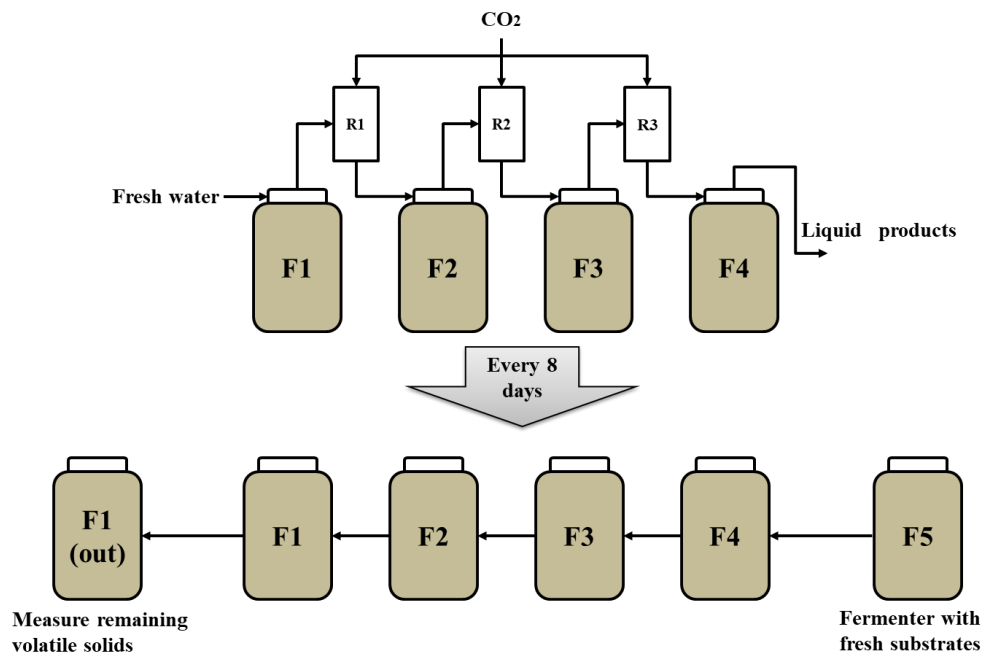 CO2
R1
R2
R3
Fresh water
Liquid products
F1
F2
F3
F4
Every 8
days
F1
(out)
F1
F2
F3
F4
F5
Measure remaining
volatile solids
Fermenter with
fresh substrates